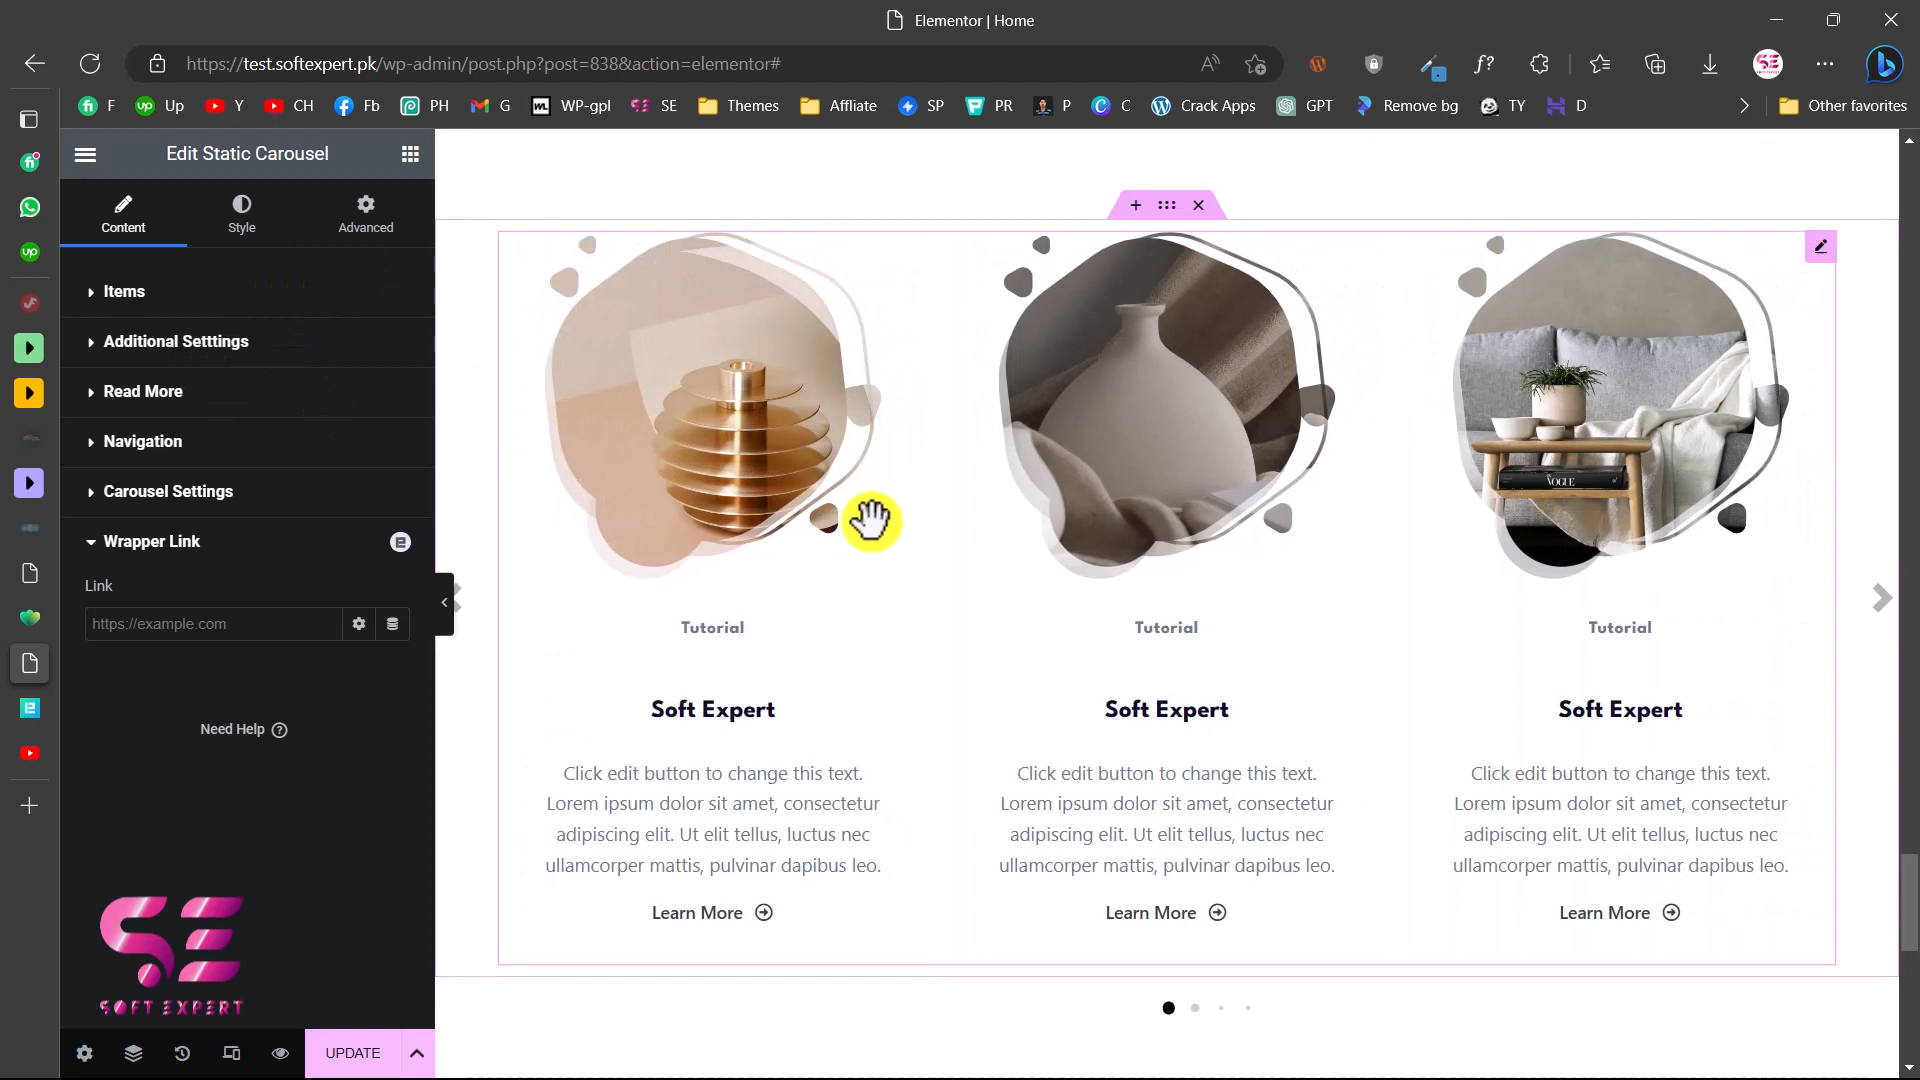 Elementor | Home
https://test.softexpert.pk/wp-admin/post.php?post=838&action=elementor#
F Up Y CH Fb PH G WP-gpl SE Themes Affliate SP PR P C Crack Apps GPT Remove bg TY D Other favorites
Edit Static Carousel
Content Style Advanced
Items
Additional Setttings
Read More
Navigation
Carousel Settings
Wrapper Link
Link
https://example.com
Need Help
SE
SOFT EXPERT
UPDATE
VOGUE
Tutorial Tutorial Tutorial
Soft Expert Soft Expert Soft Expert
Click edit button to change this text. Click edit button to change this text. Click edit button to change this text.
Lorem ipsum dolor sit amet, consectetur Lorem ipsum dolor sit amet, consectetur Lorem ipsum dolor sit amet, consectetur
adipiscing elit. Ut elit tellus, luctus nec adipiscing elit. Ut elit tellus, luctus nec adipiscing elit. Ut elit tellus, luctus nec
ullamcorper mattis, pulvinar dapibus leo. ullamcorper mattis, pulvinar dapibus leo. ullamcorper mattis, pulvinar dapibus leo.
Learn More Learn More Learn More